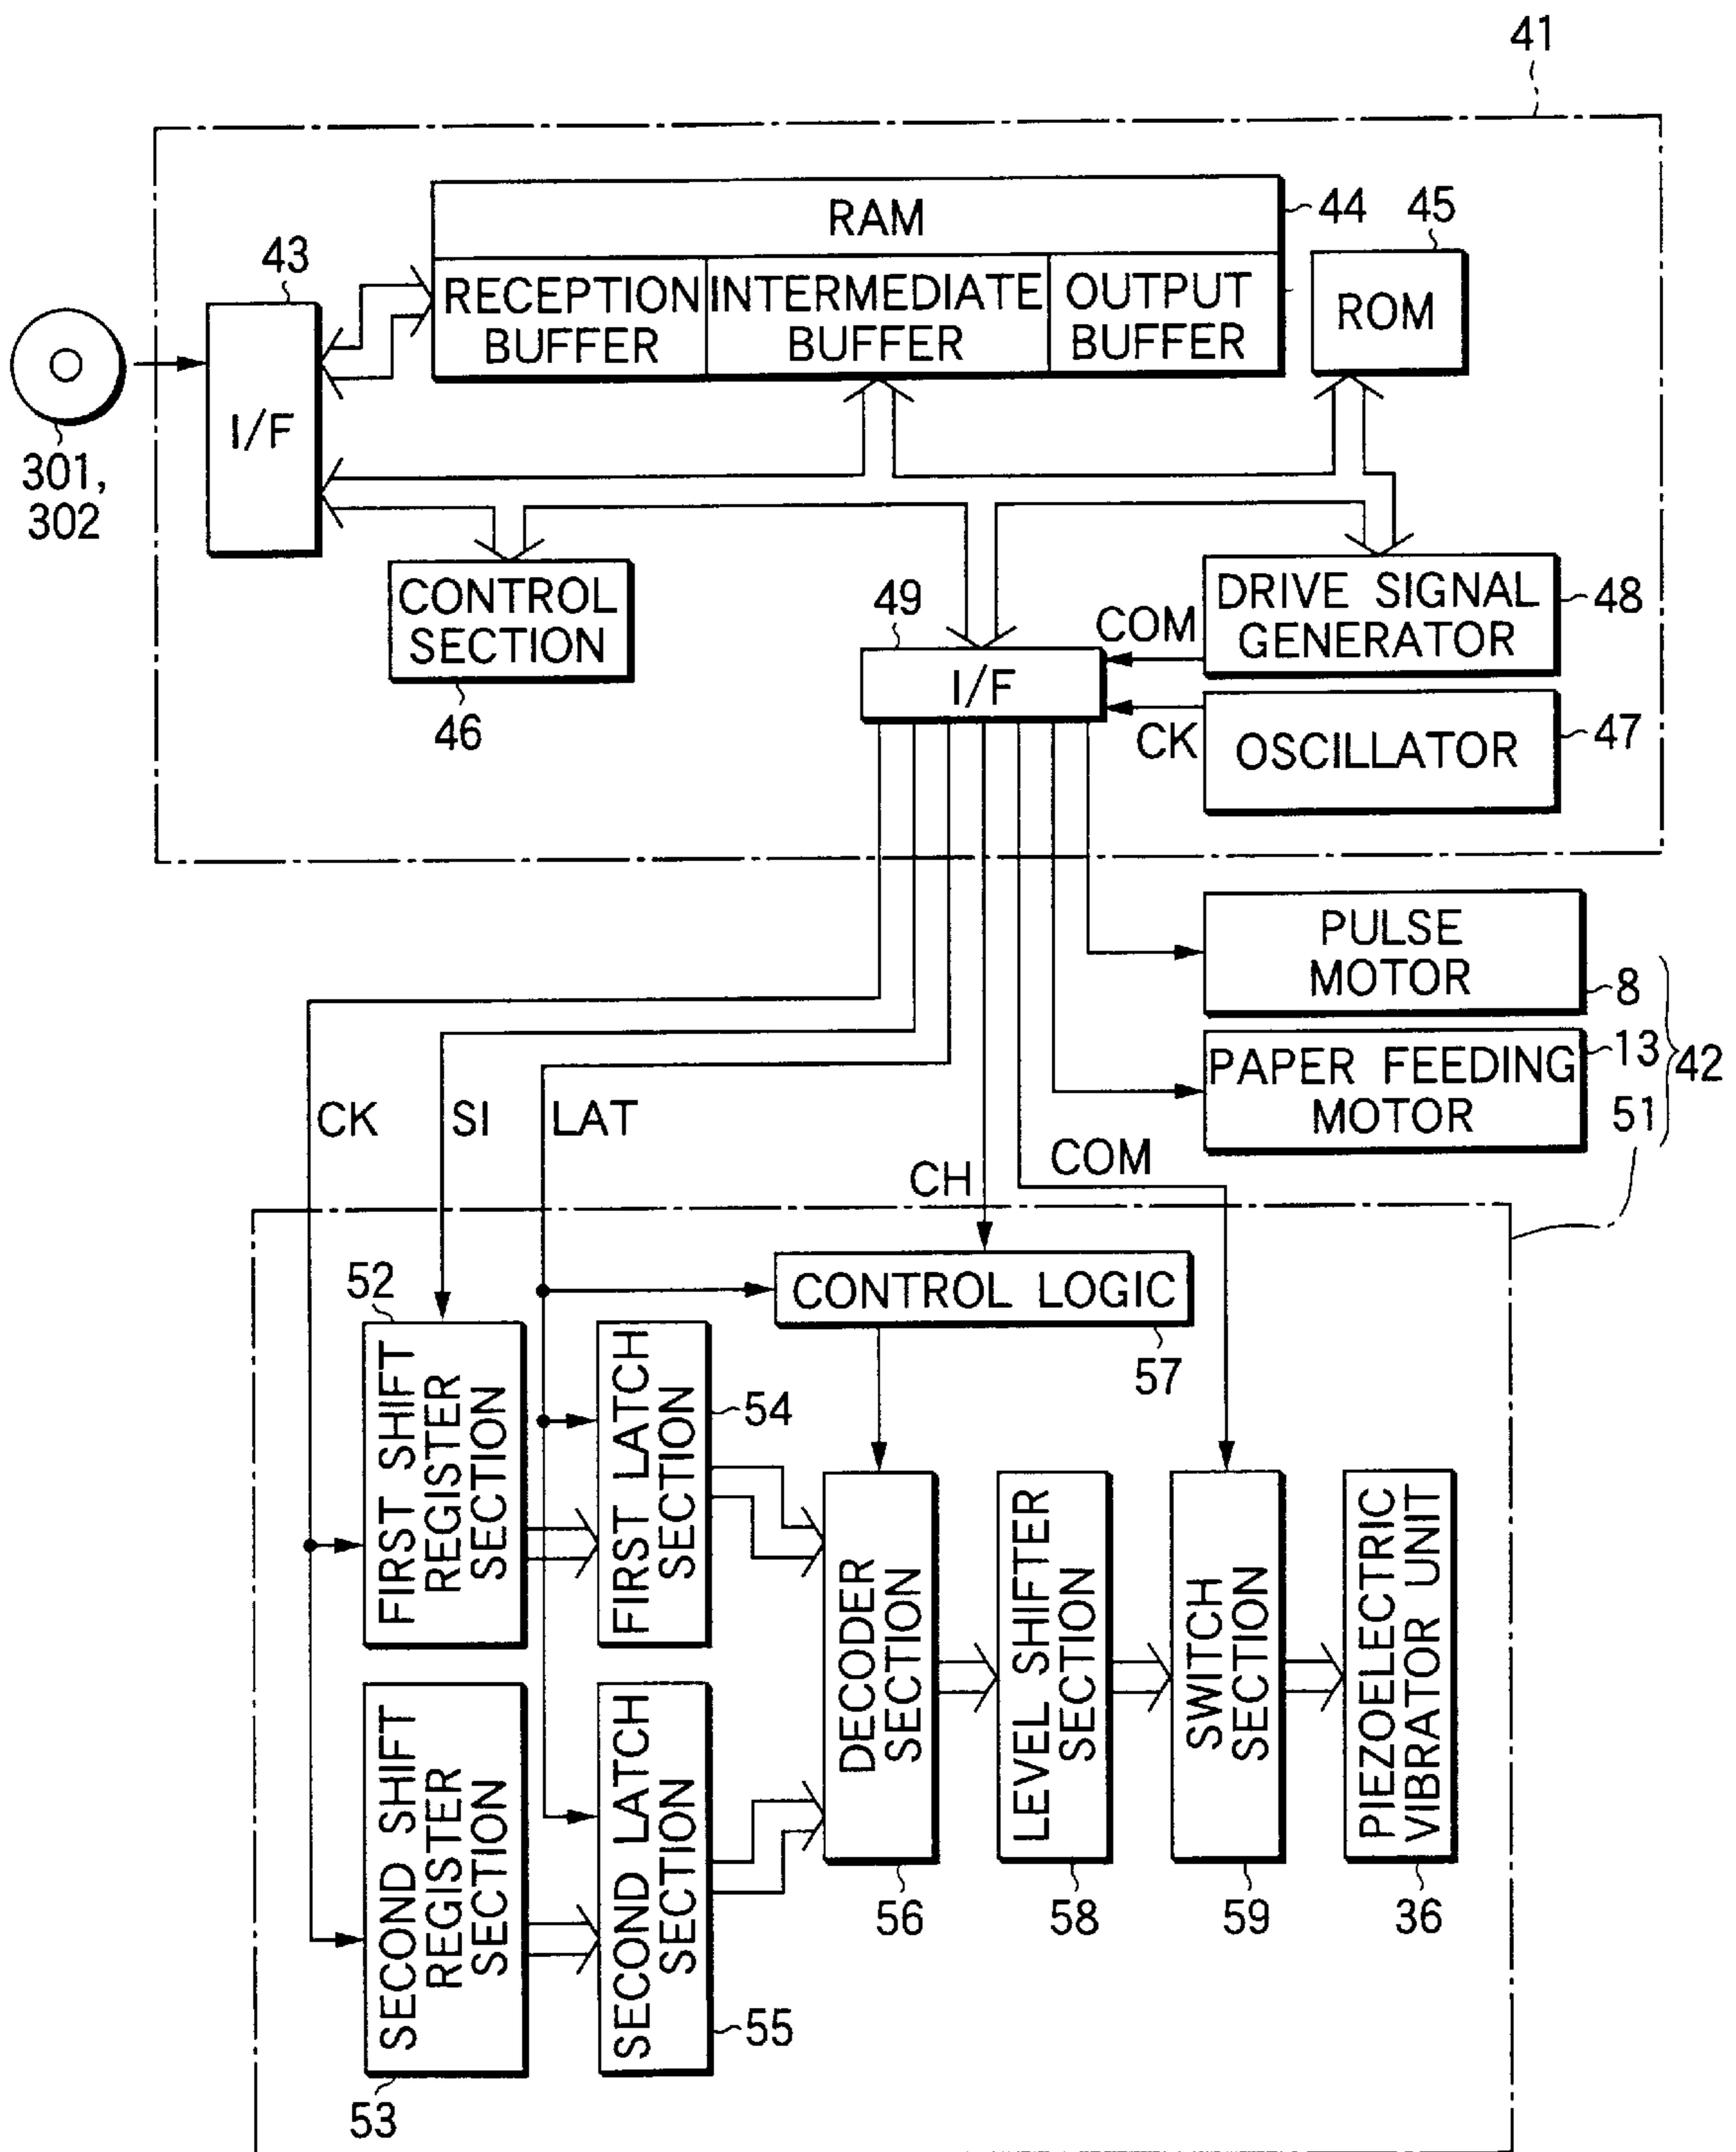 41
RAM
44
45
43
RECEPTION
BUFFER
INTERMEDIATE
BUFFER
OUTPUT
BUFFER
ROM
I/F
301,
302
CONTROL
SECTION
46
49
I/F
COM
DRIVE SIGNAL
GENERATOR
48
CK
OSCILLATOR
47
PULSE
MOTOR
8
PAPER FEEDING
MOTOR
13
42
51
CK
SI
LAT
CH
COM
CONTROL LOGIC
57
52
FIRST SHIFT
REGISTER
SECTION
FIRST LATCH
SECTION
54
SECOND SHIFT
REGISTER
SECTION
53
SECOND LATCH
SECTION
55
DECODER
SECTION
56
LEVEL SHIFTER
SECTION
58
SWITCH
SECTION
59
PIEZOELECTRIC
VIBRATOR UNIT
36